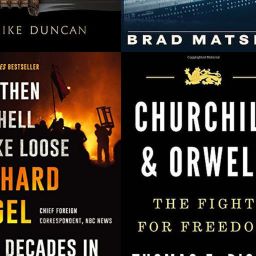 IKE DUNCAN
BRAD MATSE
TIMES BESTSELLER
THEN
HELL
KE LOOSE
HARD
GEL
CHIEF FOREIGN
CORRESPONDENT, NBC NEWS
DECADES IN
CHURCHIL
& ORWEL
THE FIGHT
FOR FREEDO